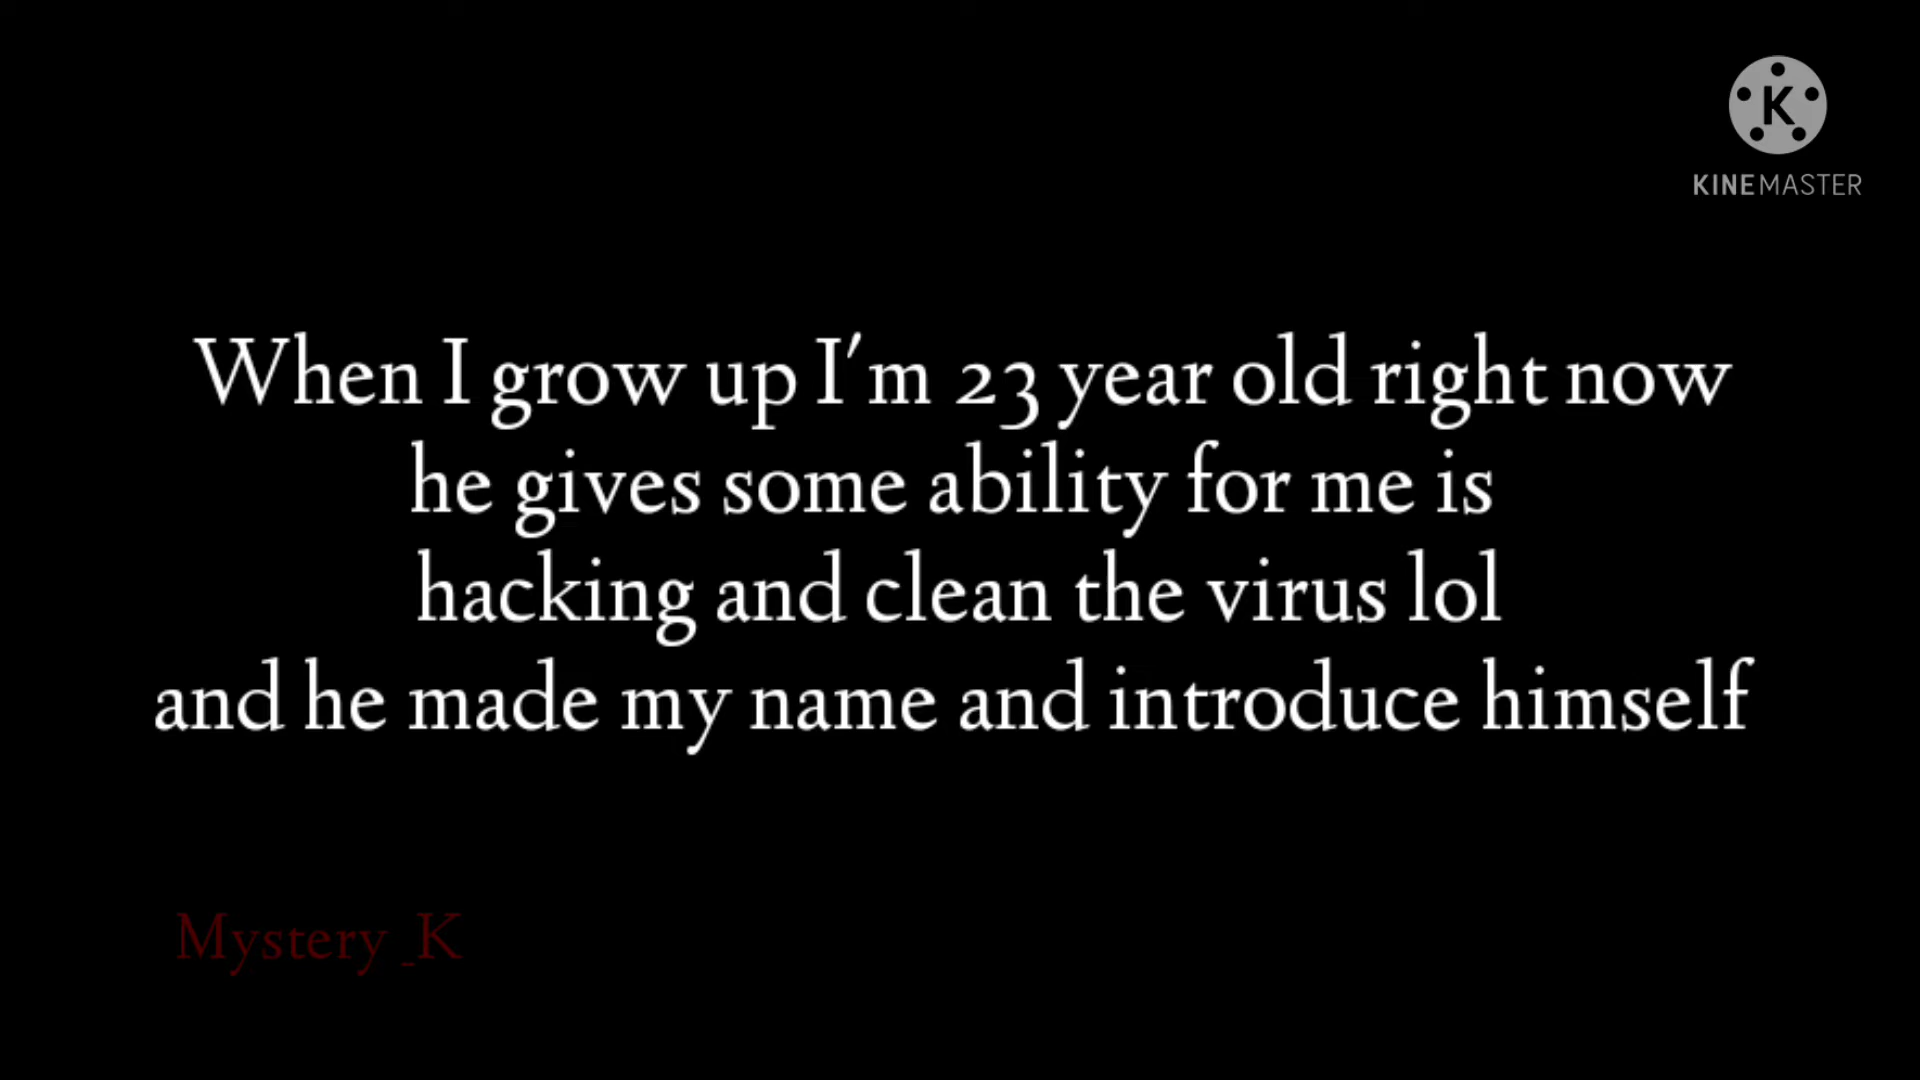 K
KINEMASTER
When I grow up I'm 23 year old right now
he gives some ability for me is
hacking and clean the virus lol
and he made my name and introduce himself
Mystery_K